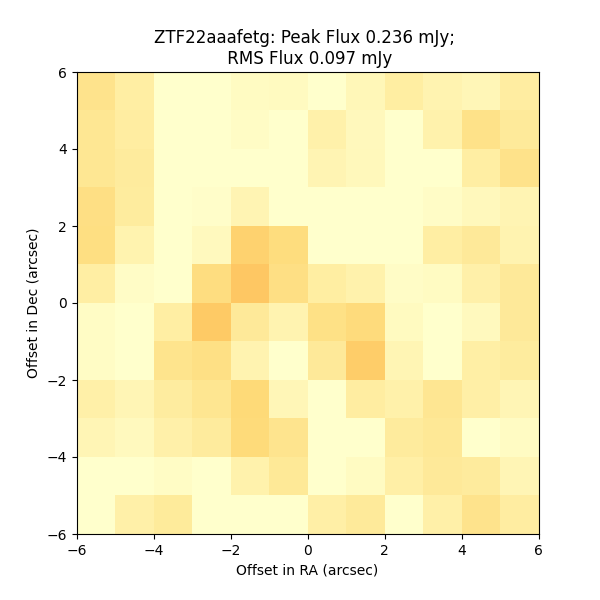 ZTF22aaafetg: Peak Flux 0.236 mJy;
RMS Flux 0.097 mJy
6
4
2
0
−2
−4
−6
Offset in Dec (arcsec)
−6 −4 −2 0 2 4 6
Offset in RA (arcsec)